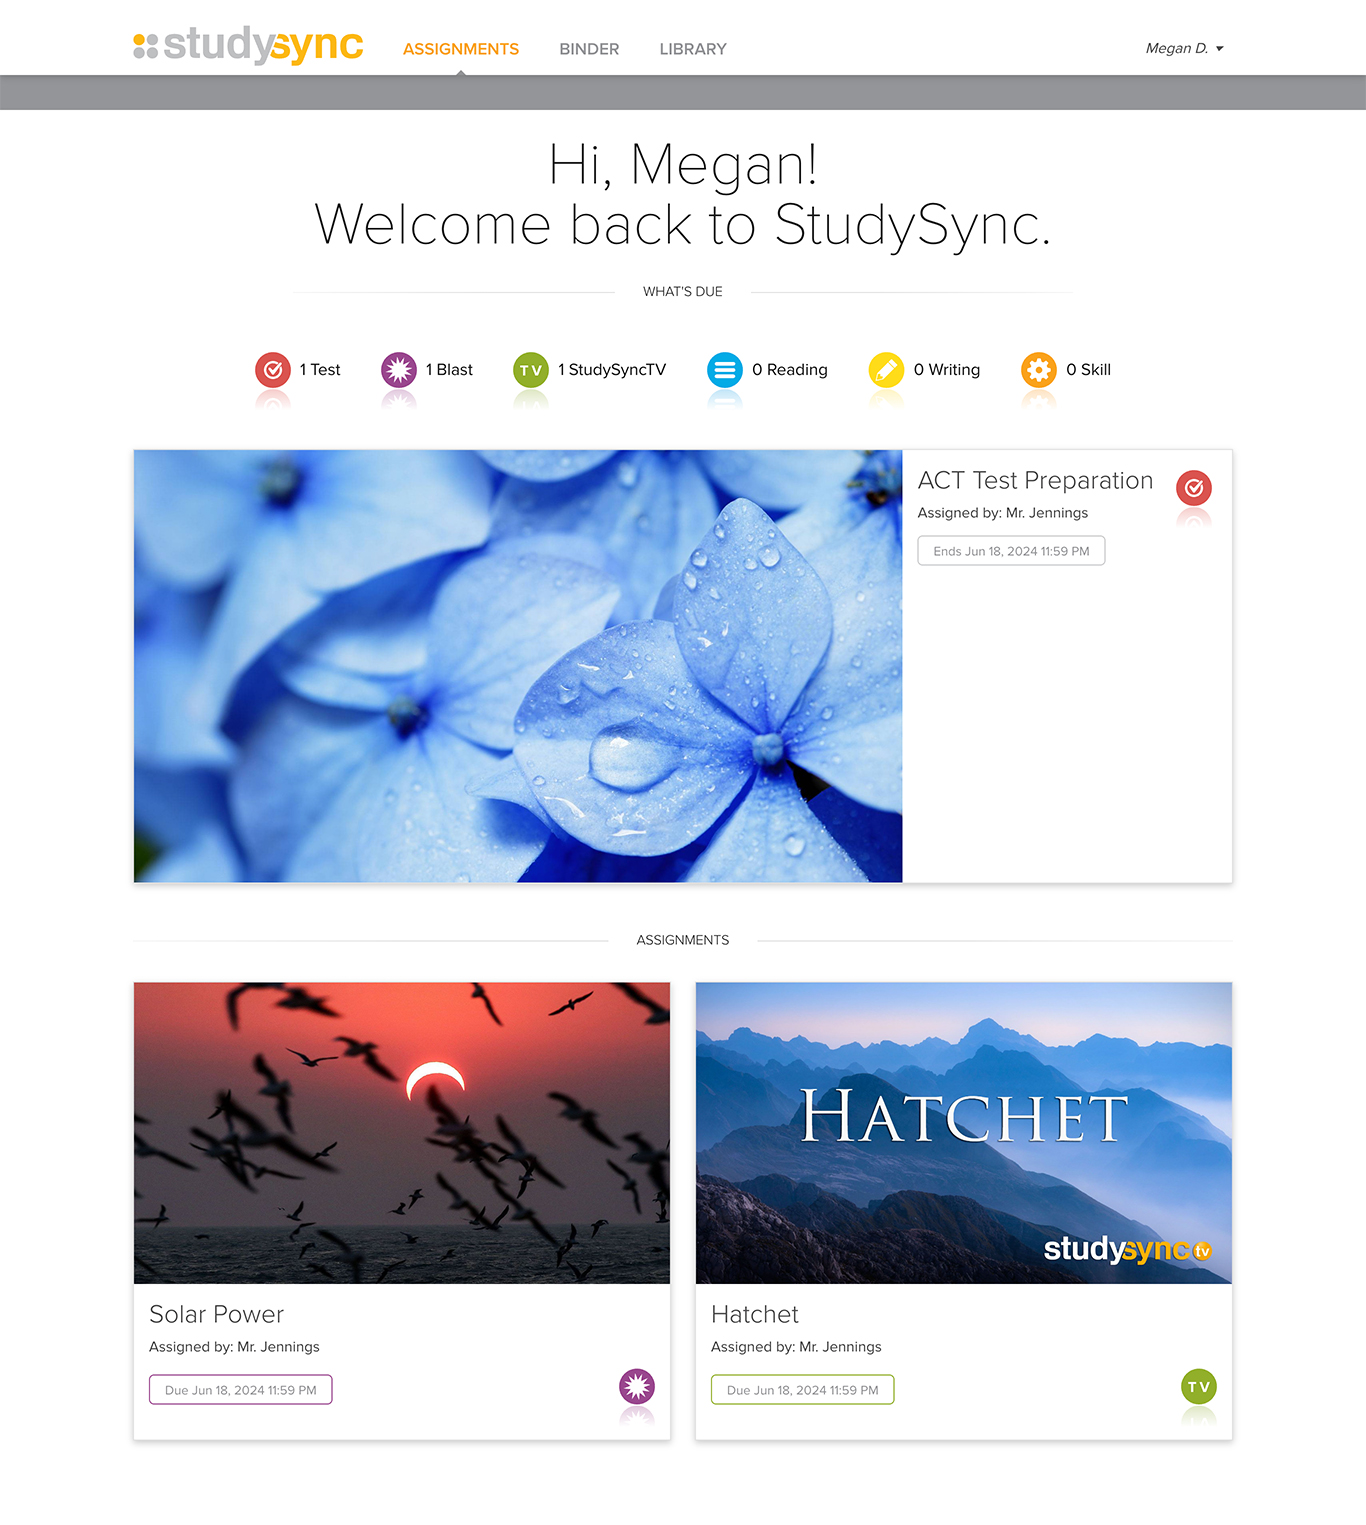 studysync
ASSIGNMENTS
BINDER
LIBRARY
Megan D.
Hi, Megan!
Welcome back to StudySync.
WHAT'S DUE
1 Test
1 Blast
TV
1 StudySyncTV
0 Reading
0 Writing
0 Skill
ACT Test Preparation
Assigned by: Mr. Jennings
Ends Jun 18, 2024 11:59 PM
ASSIGNMENTS
HATCHET
studysync tv
Solar Power
Assigned by: Mr. Jennings
Due Jun 18, 2024 11:59 PM
Hatchet
Assigned by: Mr. Jennings
Due Jun 18, 2024 11:59 PM
TV